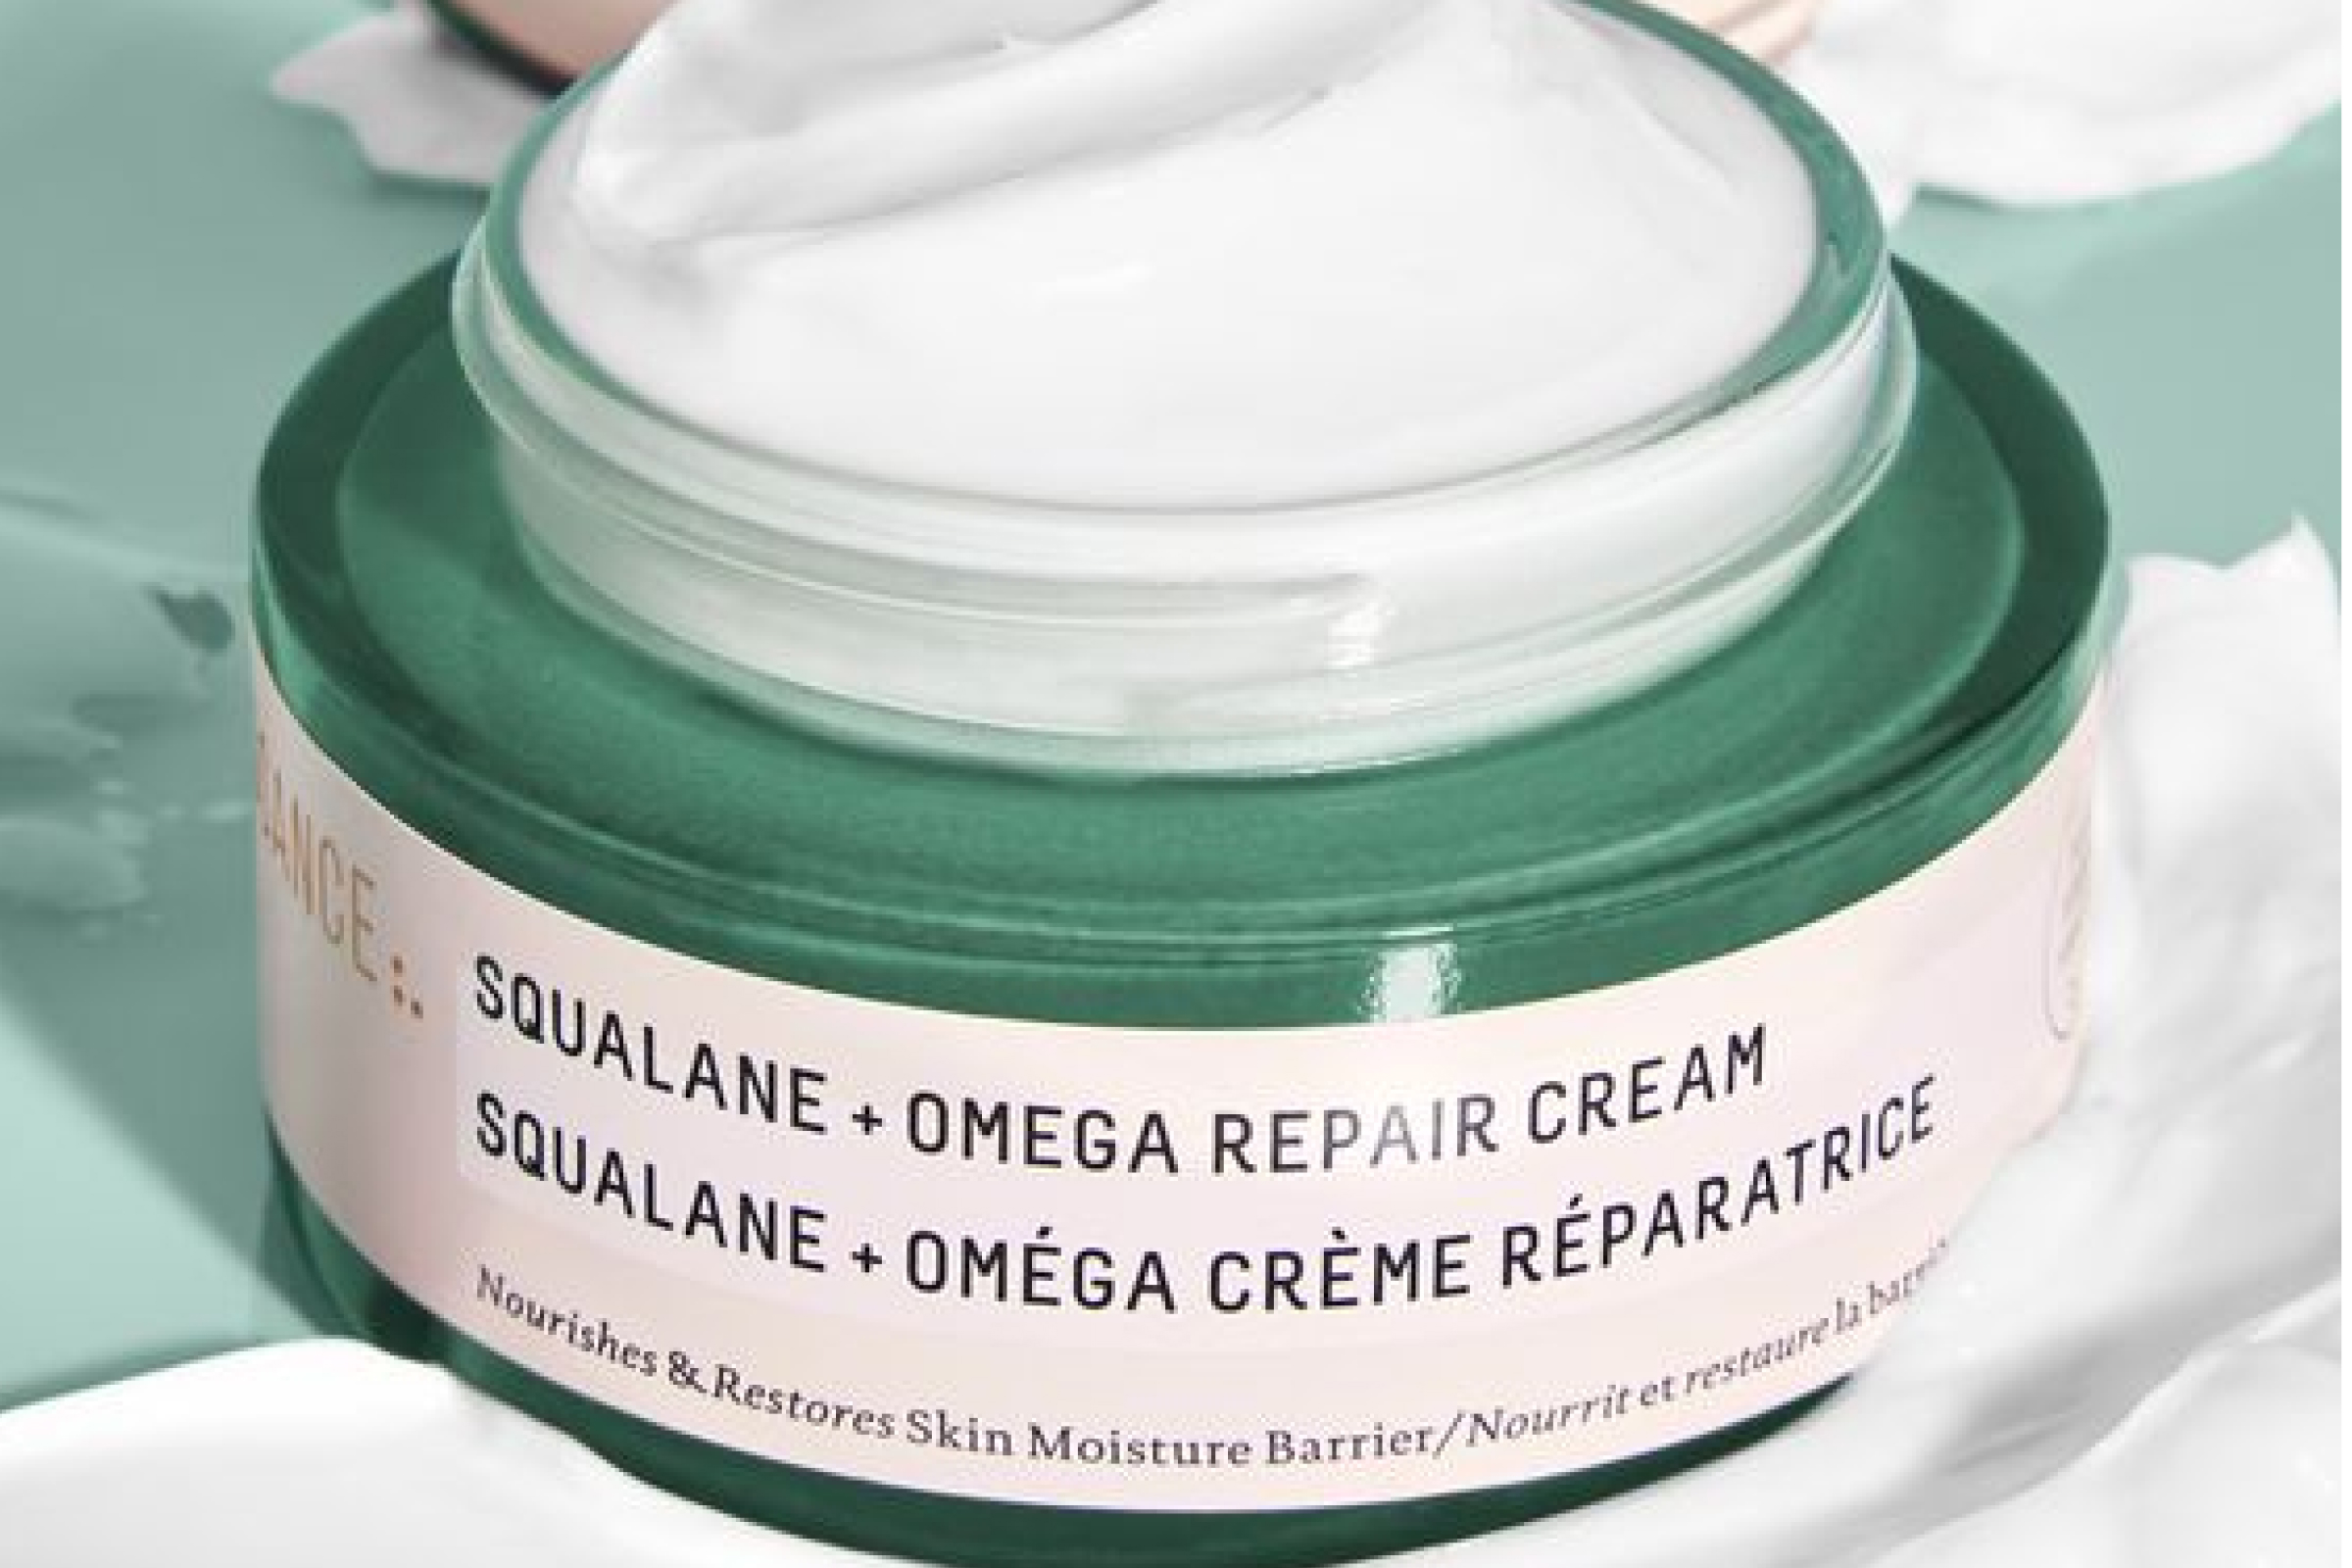 SQUALANE + OMEGA REPAIR CREAM
SQUALANE + OMÉGA CRÈME RÉPARATRICE
Nourishes & Restores Skin Moisture Barrier/Nourrit et restaure la